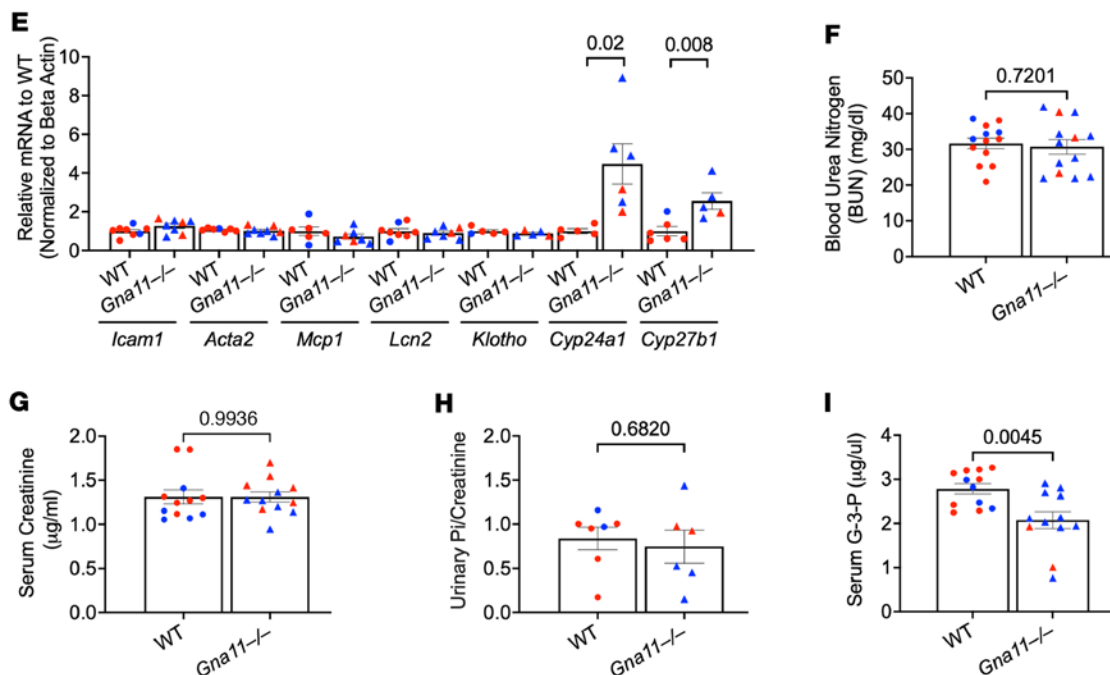 E
Relative mRNA to WT
(Normalized to Beta Actin)
10
8
6
4
2
0
0.02
0.008
WT
Gna11–/–
WT
Gna11–/–
WT
Gna11–/–
WT
Gna11–/–
WT
Gna11–/–
WT
Gna11–/–
WT
Gna11–/–
Icam1
Acta2
Mcp1
Lcn2
Klotho
Cyp24a1
Cyp27b1
F
Blood Urea Nitrogen
(BUN) (mg/dl)
50
40
30
20
10
0
0.7201
WT
Gna11–/–
G
Serum Creatinine
(μg/ml)
2.0
1.5
1.0
0.5
0.0
0.9936
WT
Gna11–/–
H
Urinary Pi/Creatinine
2.0
1.5
1.0
0.5
0.0
0.6820
WT
Gna11–/–
I
Serum G-3-P (μg/ul)
4
3
2
1
0
0.0045
WT
Gna11–/–